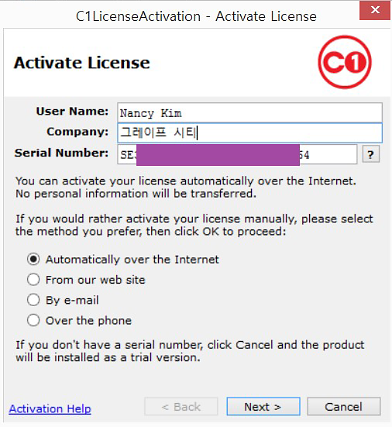 C1LicenseActivation - Activate License
Activate License
C1
User Name: Nancy Kim
Company: 그레이프 시티
Serial Number: SE 54 ?
You can activate your license automatically over the Internet.
No personal information will be transferred.
If you would rather activate your license manually, please select
the method you prefer, then click OK to proceed:
Automatically over the Internet
From our web site
By e-mail
Over the phone
If you don't have a serial number, click Cancel and the product
will be installed as a trial version.
Activation Help < Back Next > Cancel